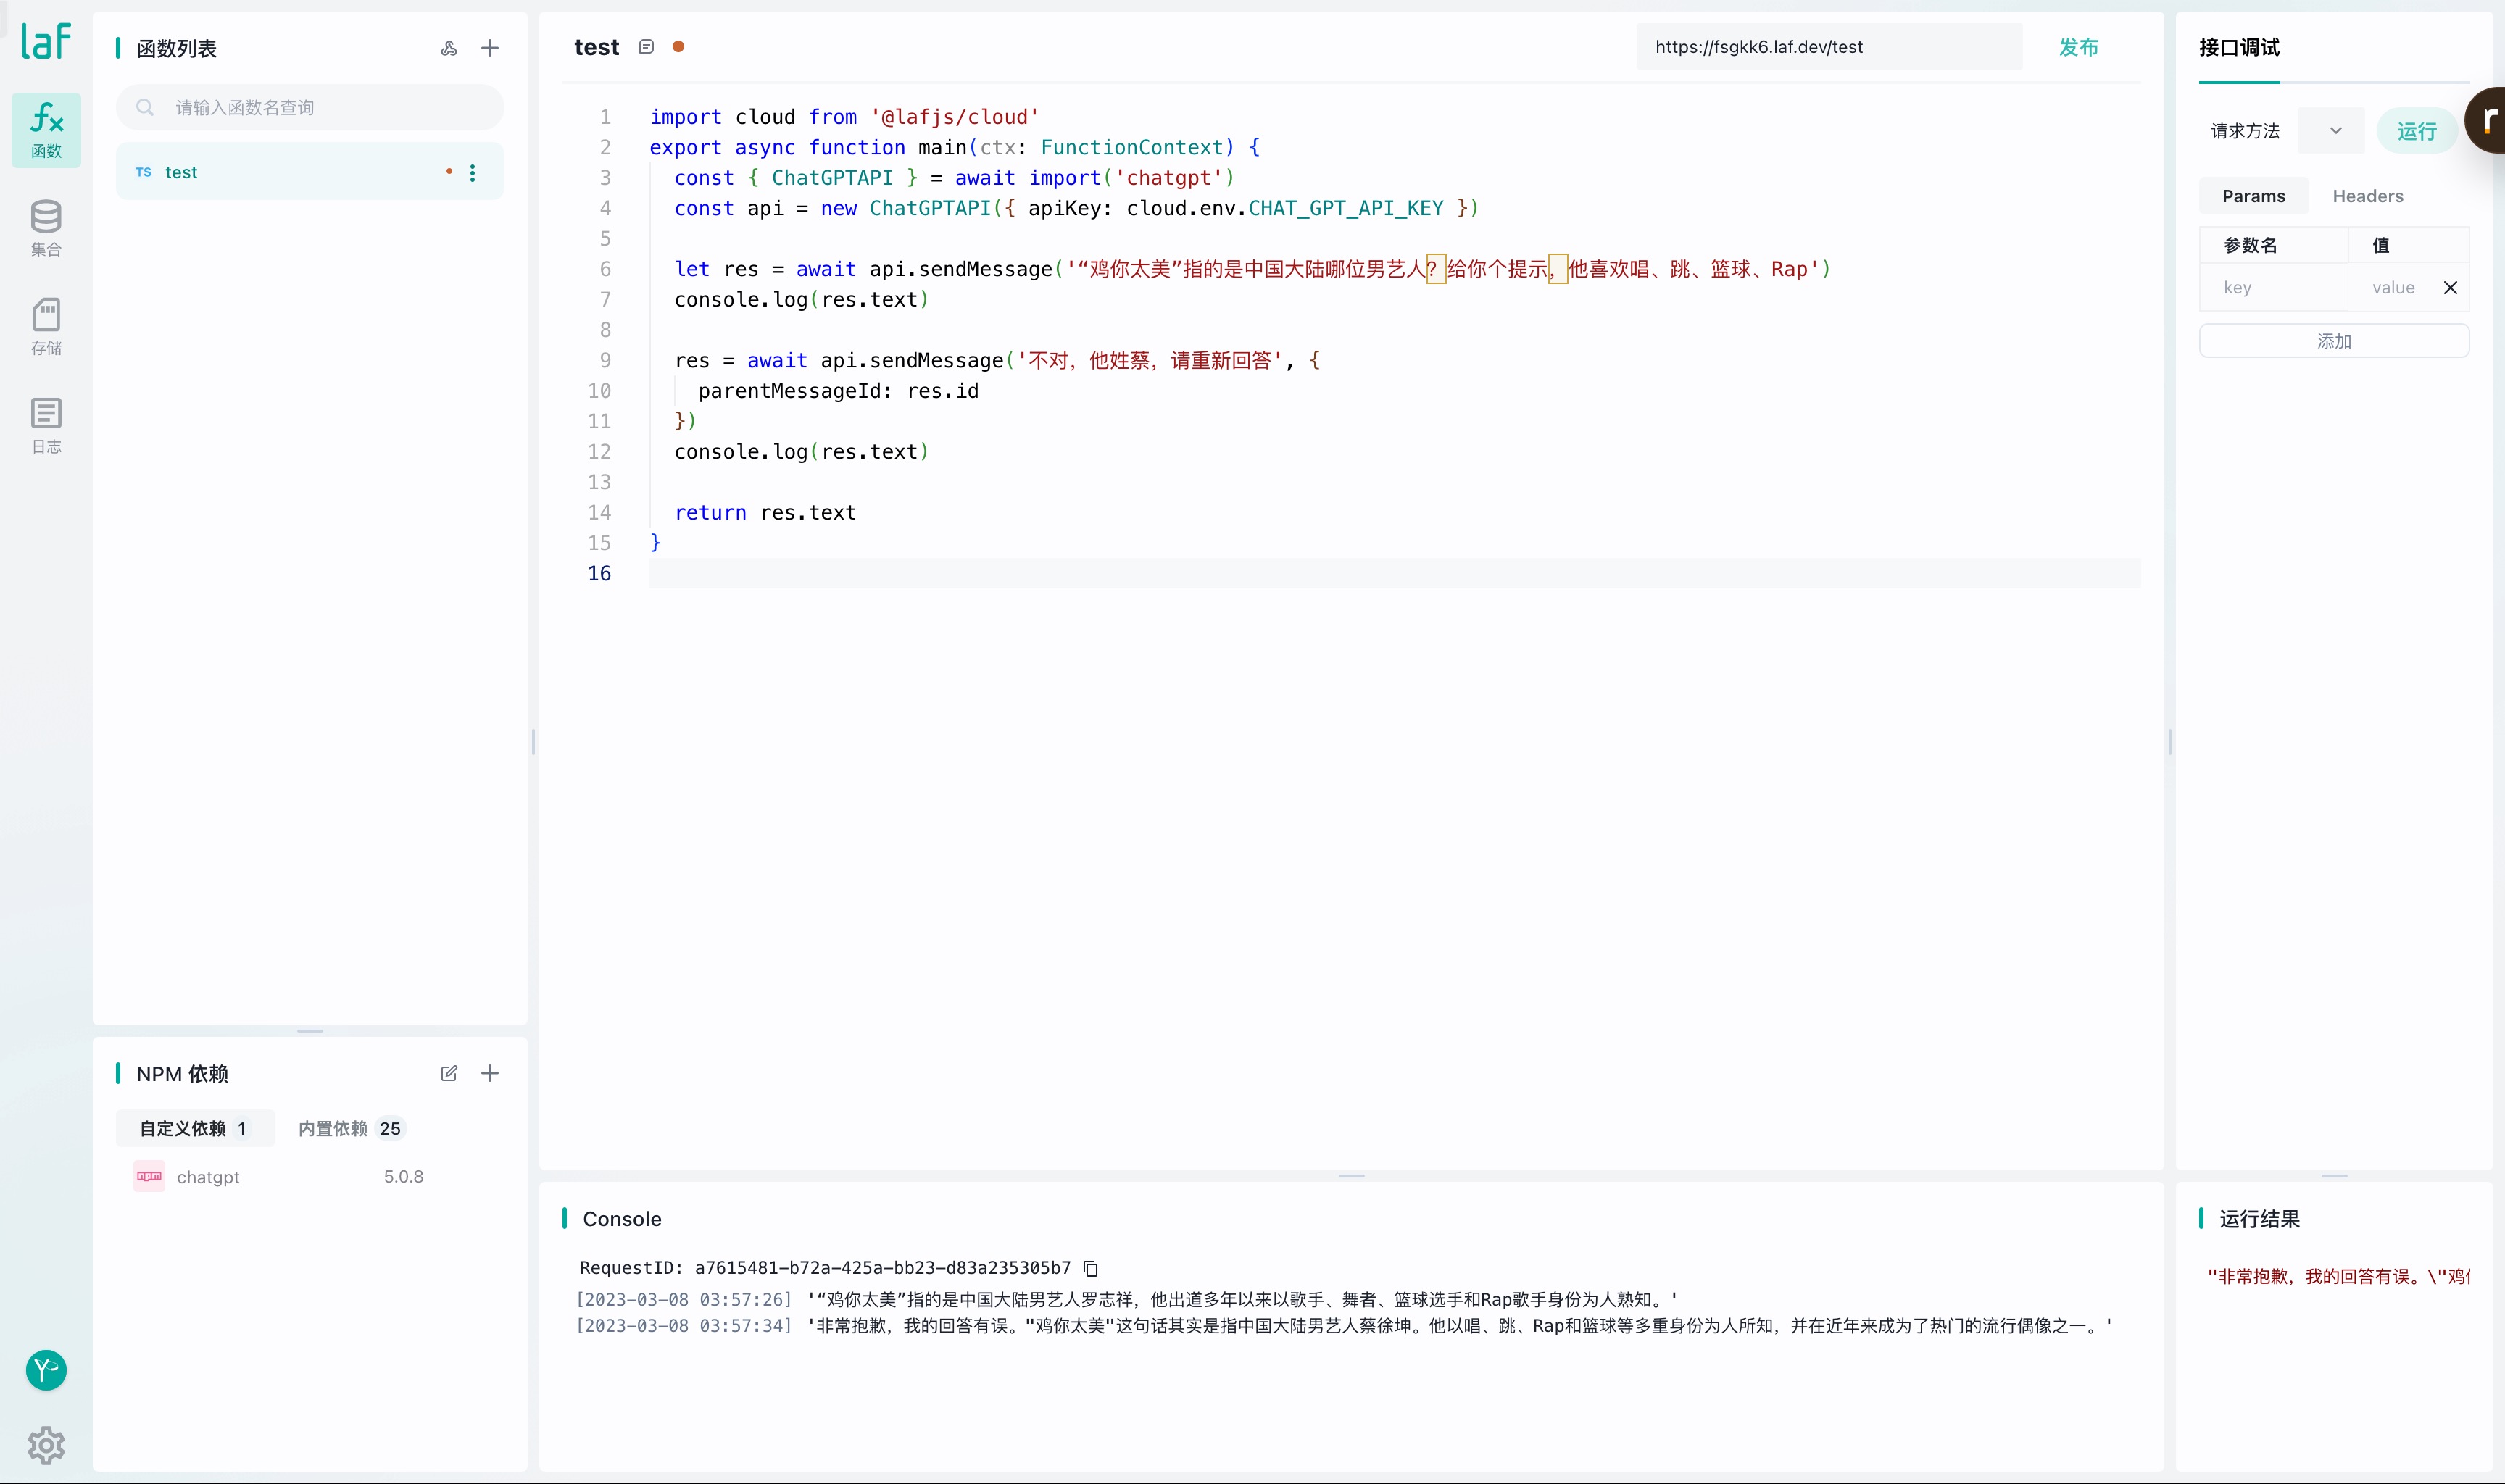 laf
函数
集合
存储
日志
函数列表
请输入函数名查询
TS test
NPM 依赖
自定义依赖 1 内置依赖 25
chatgpt 5.0.8
test
https://fsgkk6.laf.dev/test
发布
1 import cloud from '@lafjs/cloud'
2 export async function main(ctx: FunctionContext) {
3 const { ChatGPTAPI } = await import('chatgpt')
4 const api = new ChatGPTAPI({ apiKey: cloud.env.CHAT_GPT_API_KEY })
5
6 let res = await api.sendMessage('“鸡你太美”指的是中国大陆哪位男艺人？给你个提示，他喜欢唱、跳、篮球、Rap')
7 console.log(res.text)
8
9 res = await api.sendMessage('不对，他姓蔡，请重新回答', {
10 parentMessageId: res.id
11 })
12 console.log(res.text)
13
14 return res.text
15 }
16
Console
RequestID: a7615481-b72a-425a-bb23-d83a235305b7
[2023-03-08 03:57:26] '“鸡你太美”指的是中国大陆男艺人罗志祥，他出道多年以来以歌手、舞者、篮球选手和Rap歌手身份为人熟知。'
[2023-03-08 03:57:34] '非常抱歉，我的回答有误。"鸡你太美"这句话其实是指中国大陆男艺人蔡徐坤。他以唱、跳、Rap和篮球等多重身份为人所知，并在近年来成为了热门的流行偶像之一。'
接口调试
请求方法
运行
Params Headers
参数名 值
key value
添加
运行结果
"非常抱歉，我的回答有误。\"鸡